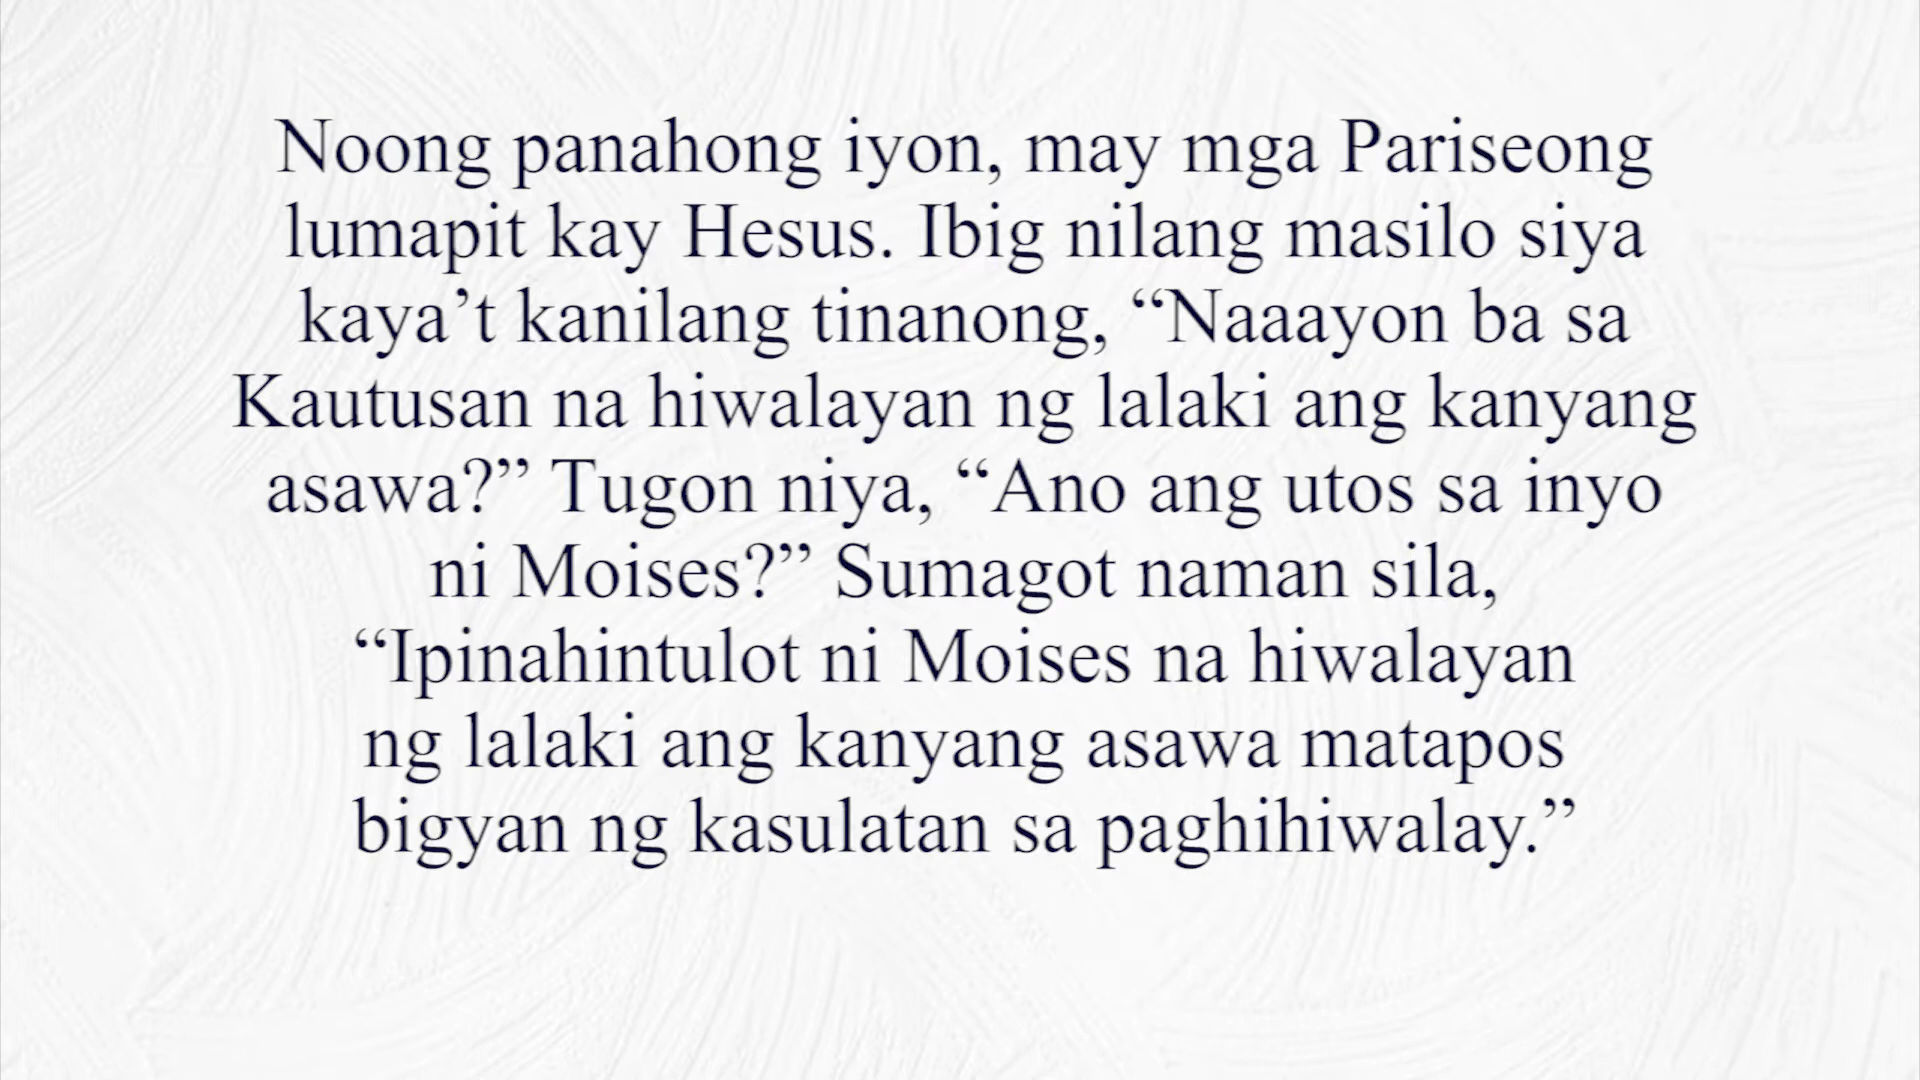 Noong panahong iyon, may mga Pariseong
lumapit kay Hesus. Ibig nilang masilo siya
kaya’t kanilang tinanong, “Naaayon ba sa
Kautusan na hiwalayan ng lalaki ang kanyang
asawa?” Tugon niya, “Ano ang utos sa inyo
ni Moises?” Sumagot naman sila,
“Ipinahintulot ni Moises na hiwalayan
ng lalaki ang kanyang asawa matapos
bigyan ng kasulatan sa paghihiwalay.”